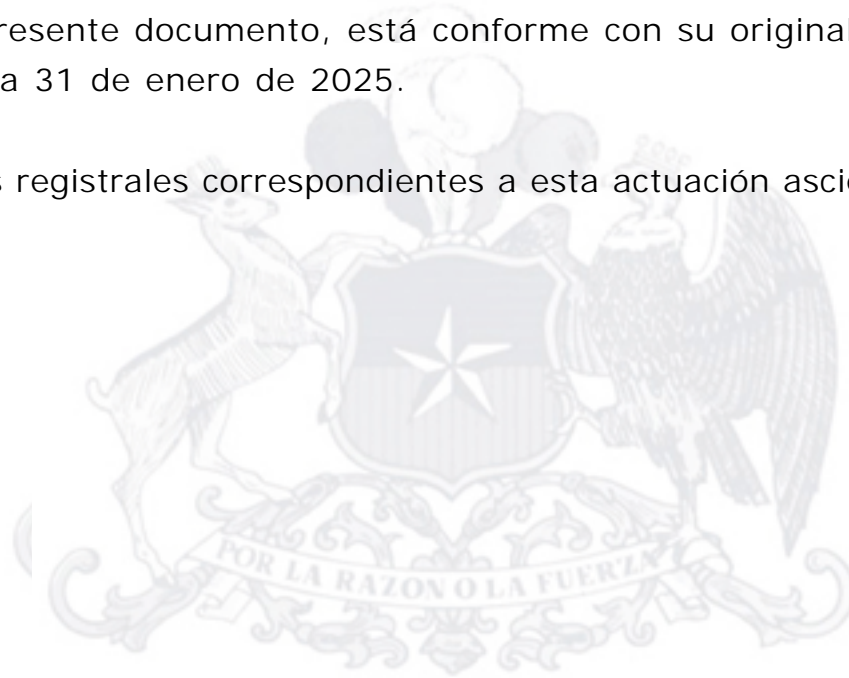 resente documento, está conforme con su original
a 31 de enero de 2025.
registrales correspondientes a esta actuación
POR LA RAZON O LA FUERZA